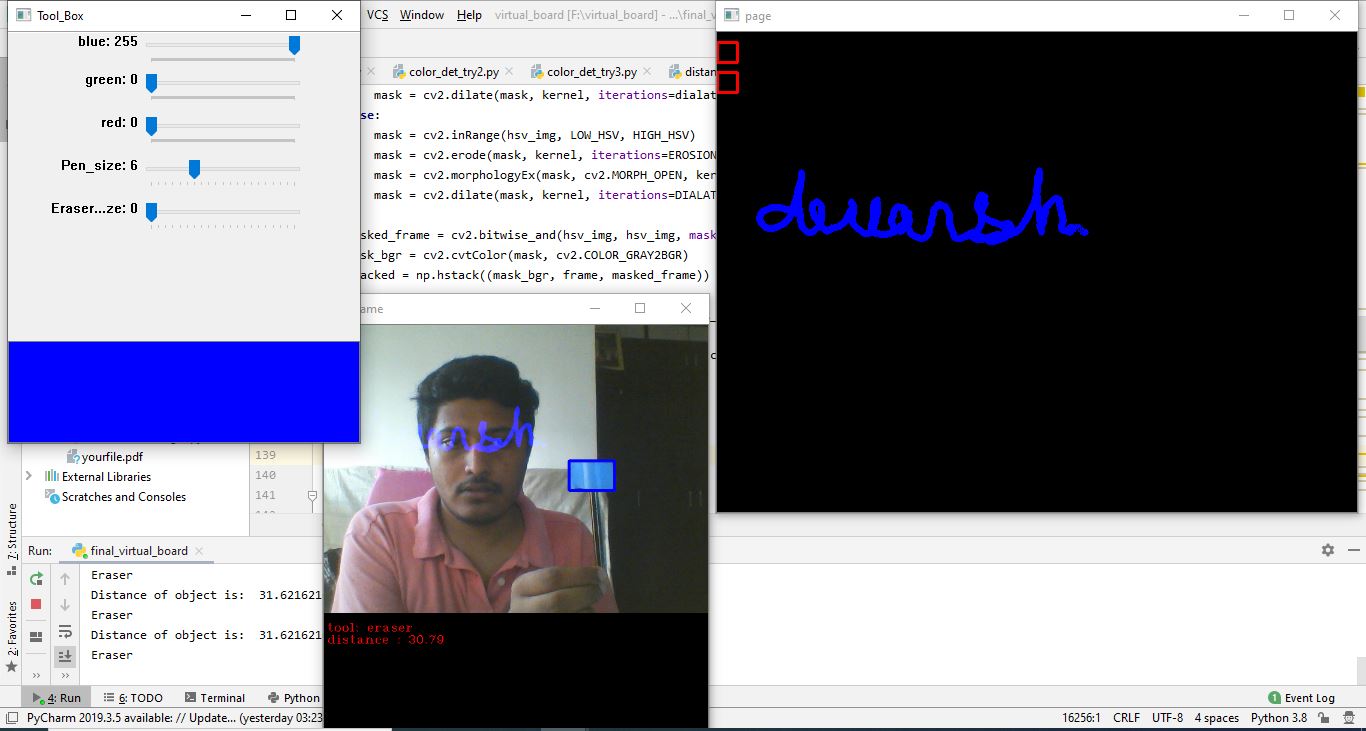 Tool_Box
blue: 255
green: 0
red: 0
Pen_size: 6
Eraser...ze: 0
VCS Window Help virtual_board [F:\virtual_board] - ...\final_v
color_det_try2.py color_det_try3.py distan
mask = cv2.dilate(mask, kernel, iterations=dialat
se:
mask = cv2.inRange(hsv_img, LOW_HSV, HIGH_HSV)
mask = cv2.erode(mask, kernel, iterations=EROSION
mask = cv2.morphologyEx(mask, cv2.MORPH_OPEN, ker
mask = cv2.dilate(mask, kernel, iterations=DIALAT
asked_frame = cv2.bitwise_and(hsv_img, hsv_img, mask
sk_bgr = cv2.cvtColor(mask, cv2.COLOR_GRAY2BGR)
acked = np.hstack((mask_bgr, frame, masked_frame))
page
devarsh
ame
arsh
tool: eraser
distance : 30.79
yourfile.pdf
External Libraries
Scratches and Consoles
139
140
141
7: Structure
2: Favorites
Run: final_virtual_board
Eraser
Distance of object is: 31.621621
Eraser
Distance of object is: 31.621621
Eraser
4: Run 6: TODO Terminal Python
1 Event Log
PyCharm 2019.3.5 available: // Update... (yesterday 03:23
16256:1 CRLF UTF-8 4 spaces Python 3.8